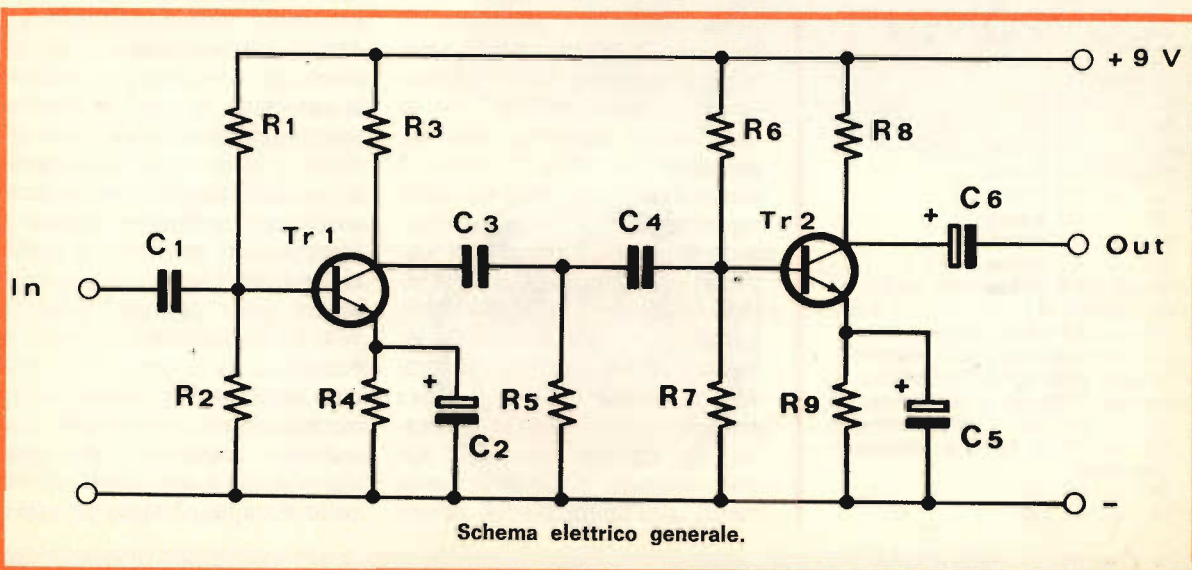 + 9 V
R1
R3
R6
R8
C1
Tr 1
C 3
C4
Tr 2
+
C6
In
Out
R2
R4
+
C2
R5
R7
R9
+
C5
-
Schema elettrico generale.